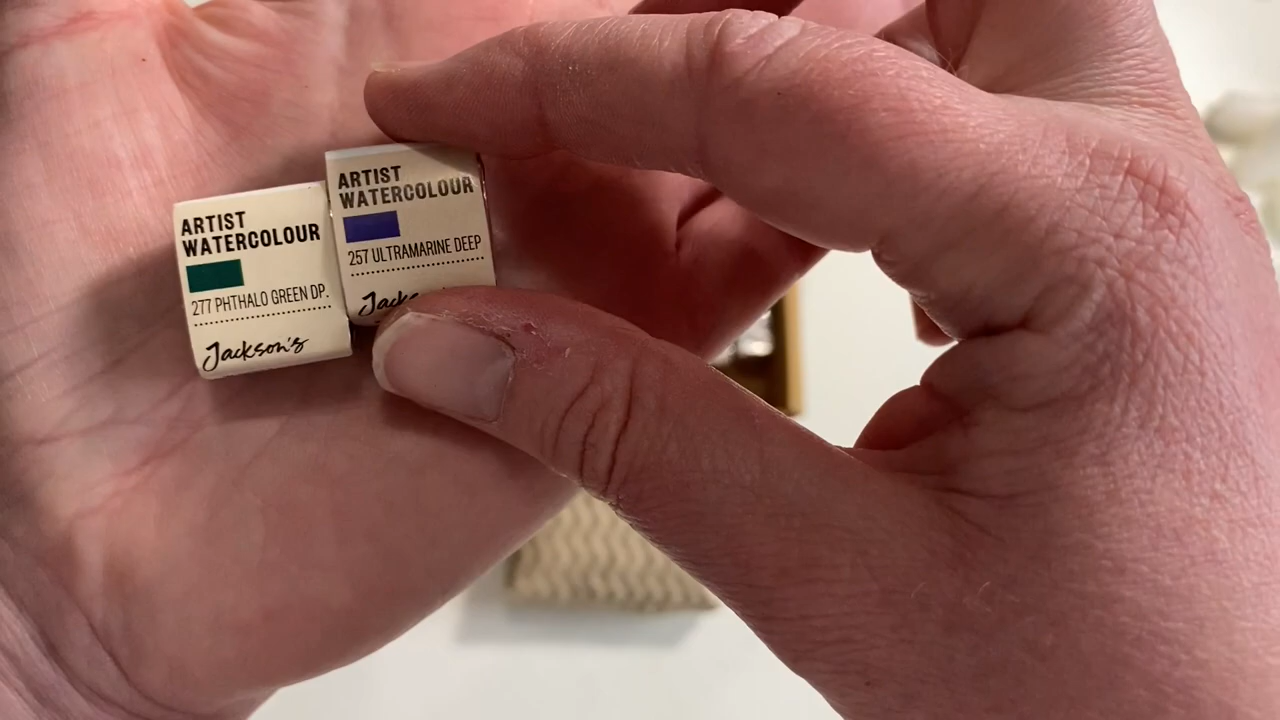 ARTIST
WATERCOLOUR
277 PHTHALO GREEN DP.
Jackson's
ARTIST
WATERCOLOUR
257 ULTRAMARINE DEEP